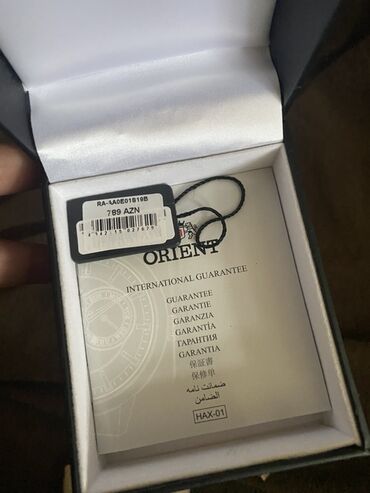 RA-AA0E01B19B
789 AZN
ORIENT
INTERNATIONAL GUARANTEE
GUARANTEE
GARANTIE
GARANZIA
GARANTÍA
ГАРАНТИЯ
GARANTIA
保証書
保修单
ضمانت نامه
الضامن
HAX-01